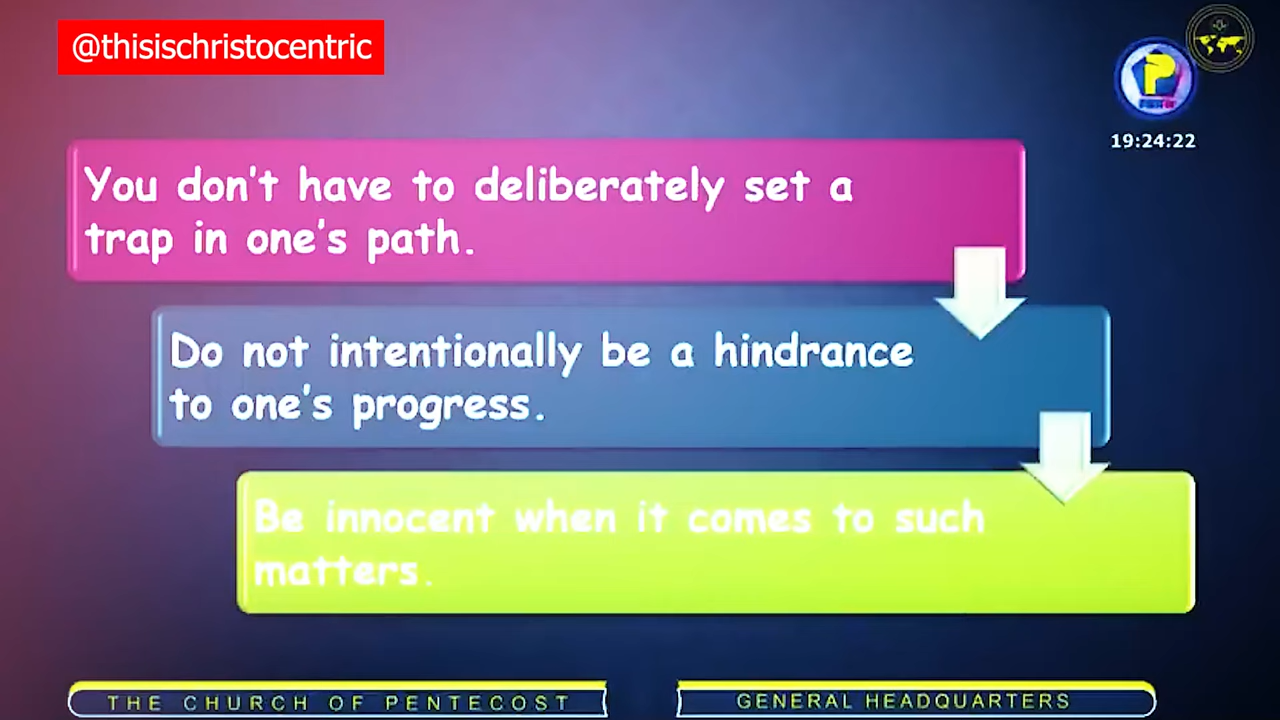 @thisischristocentric
19:24:22
You don't have to deliberately set a
trap in one's path.
Do not intentionally be a hindrance
to one's progress.
Be innocent when it comes to such
matters.
THE CHURCH OF PENTECOST
GENERAL HEADQUARTERS